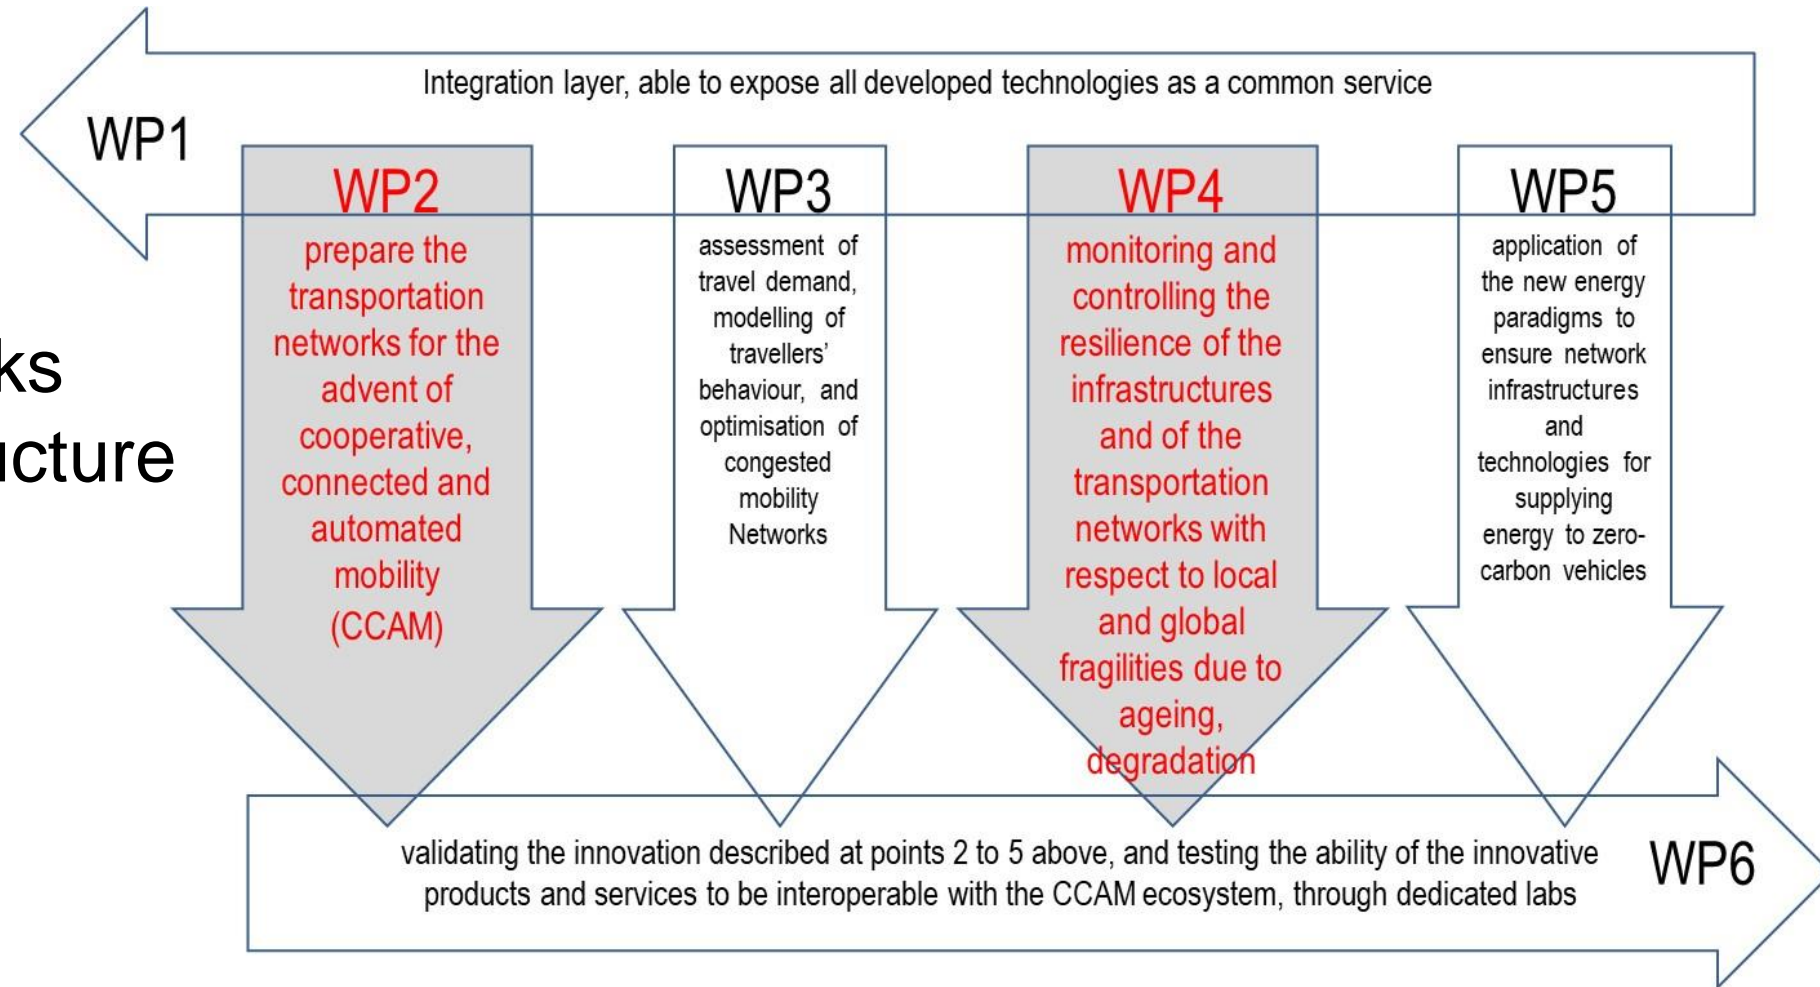 Integration layer, able to expose all developed technologies as a common service
WP1
WP2
prepare the
transportation
networks for the
advent of
cooperative,
connected and
automated
mobility
(CCAM)
WP3
assessment of
travel demand,
modelling of
travellers’
behaviour, and
optimisation of
congested
mobility
Networks
WP4
monitoring and
controlling the
resilience of the
infrastructures
and of the
transportation
networks with
respect to local
and global
fragilities due to
ageing,
degradation
WP5
application of
the new energy
paradigms to
ensure network
infrastructures
and
technologies for
supplying
energy to zero-
carbon vehicles
ks
ucture
validating the innovation described at points 2 to 5 above, and testing the ability of the innovative
products and services to be interoperable with the CCAM ecosystem, through dedicated labs
WP6